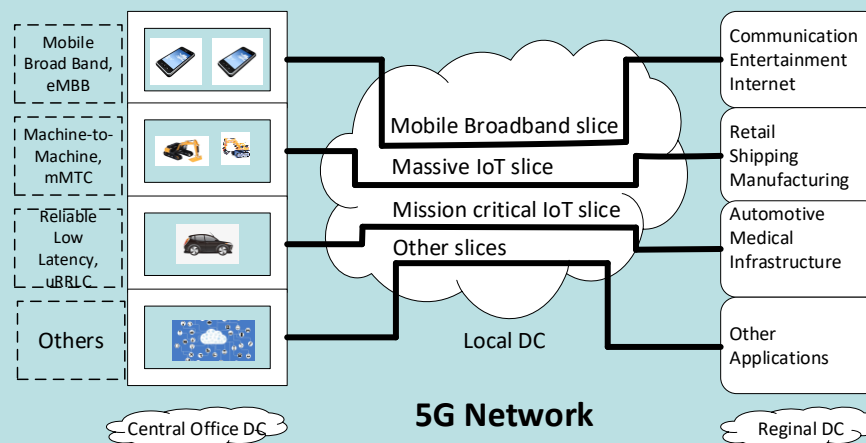 Mobile
Broad Band,
eMBB
Machine-to-
Machine,
mMTC
Reliable
Low
Latency,
uRRLC
Others
Central Office DC
Mobile Broadband slice
Massive IoT slice
Mission critical IoT slice
Other slices
Local DC
5G Network
Communication
Entertainment
Internet
Retail
Shipping
Manufacturing
Automotive
Medical
Infrastructure
Other
Applications
Reginal DC